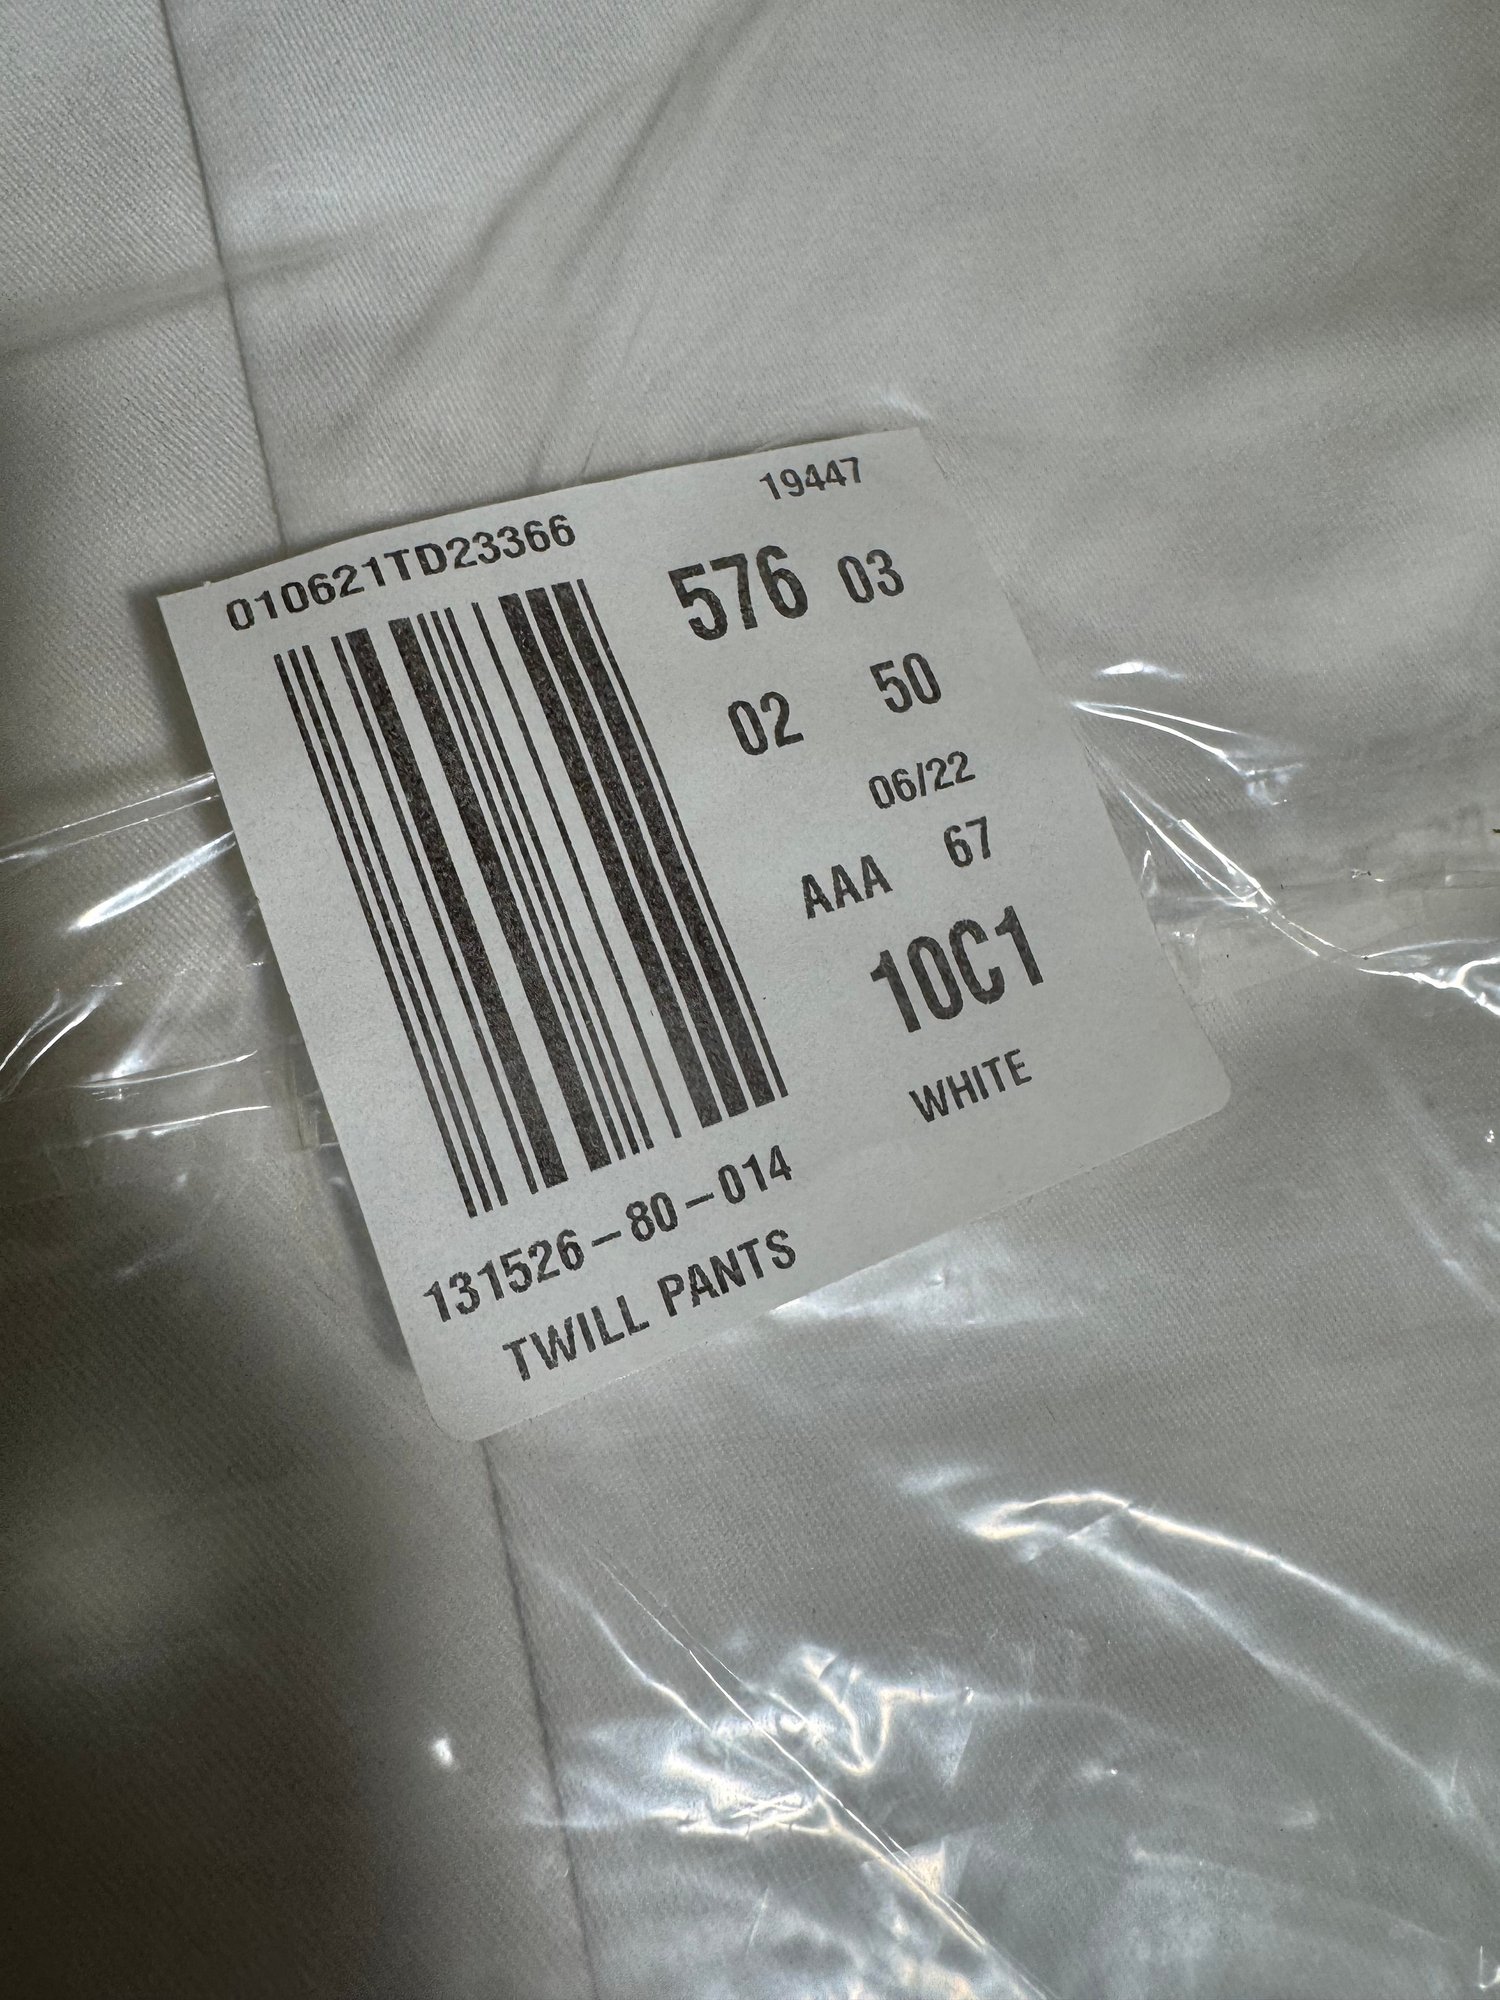 19447
010621TD23366
576 03
02 50
06/22
AAA 67
10C1
WHITE
131526-80-014
TWILL PANTS